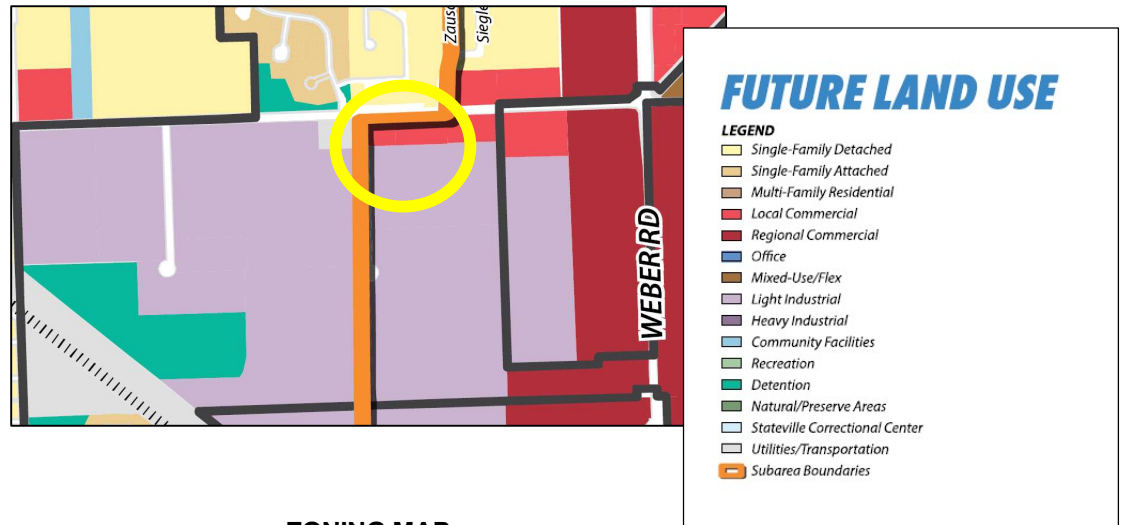 Zausa
Siegle
WEBER RD
FUTURE LAND USE
LEGEND
Single-Family Detached
Single-Family Attached
Multi-Family Residential
Local Commercial
Regional Commercial
Office
Mixed-Use/Flex
Light Industrial
Heavy Industrial
Community Facilities
Recreation
Detention
Natural/Preserve Areas
Stateville Correctional Center
Utilities/Transportation
Subarea Boundaries
ZONING MAP